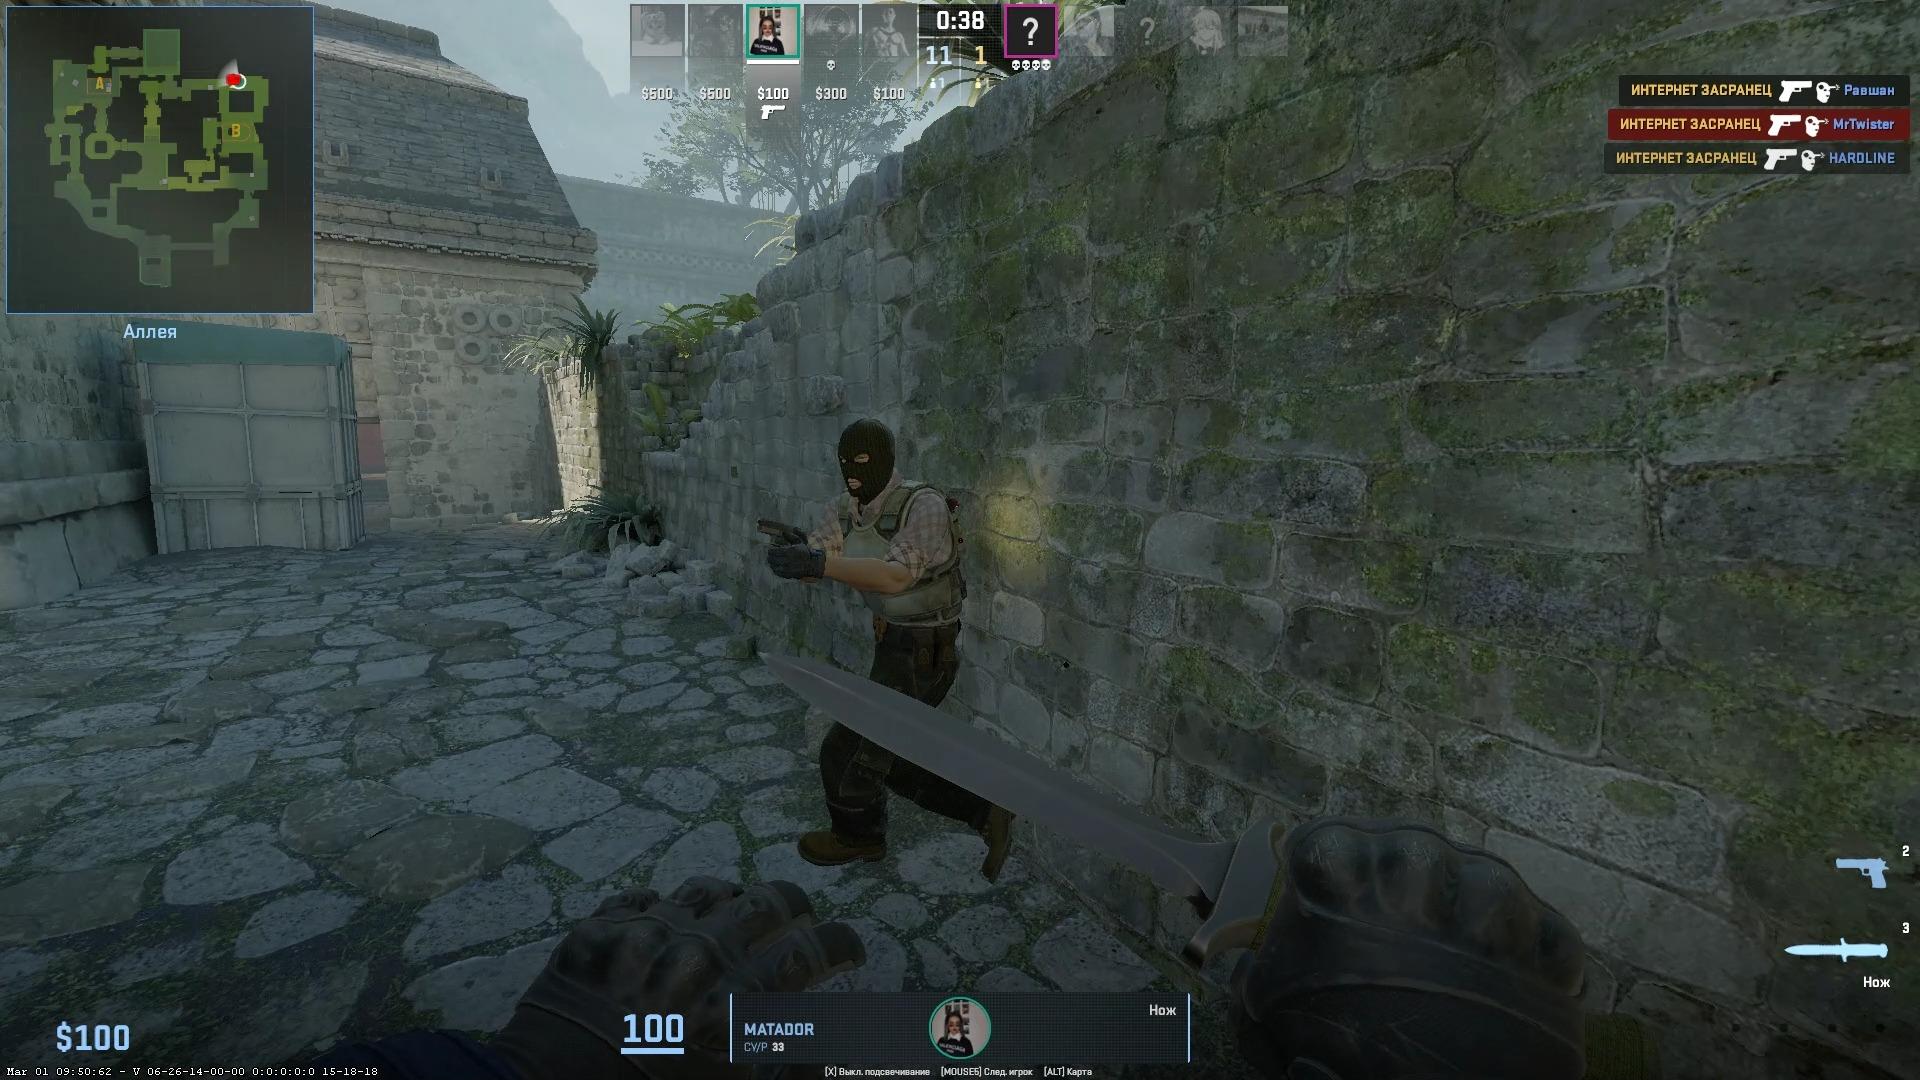 0:38
11 1
? ?
A
B
$500 $500 $100 $300 $100
ИНТЕРНЕТ ЗАСРАНЕЦ Равшан
ИНТЕРНЕТ ЗАСРАНЕЦ MrTwister
ИНТЕРНЕТ ЗАСРАНЕЦ HARDLINE
Аллея
2
3
Нож
$100
100
MATADOR
СУ/Р 33
Нож
[X] Выкл. подсвечивание [MOUSE5] След. игрок [ALT] Карта
Mar 01 09:50:62 - V 06-26-14-00-00 0:0:0:0:0 15-18-18